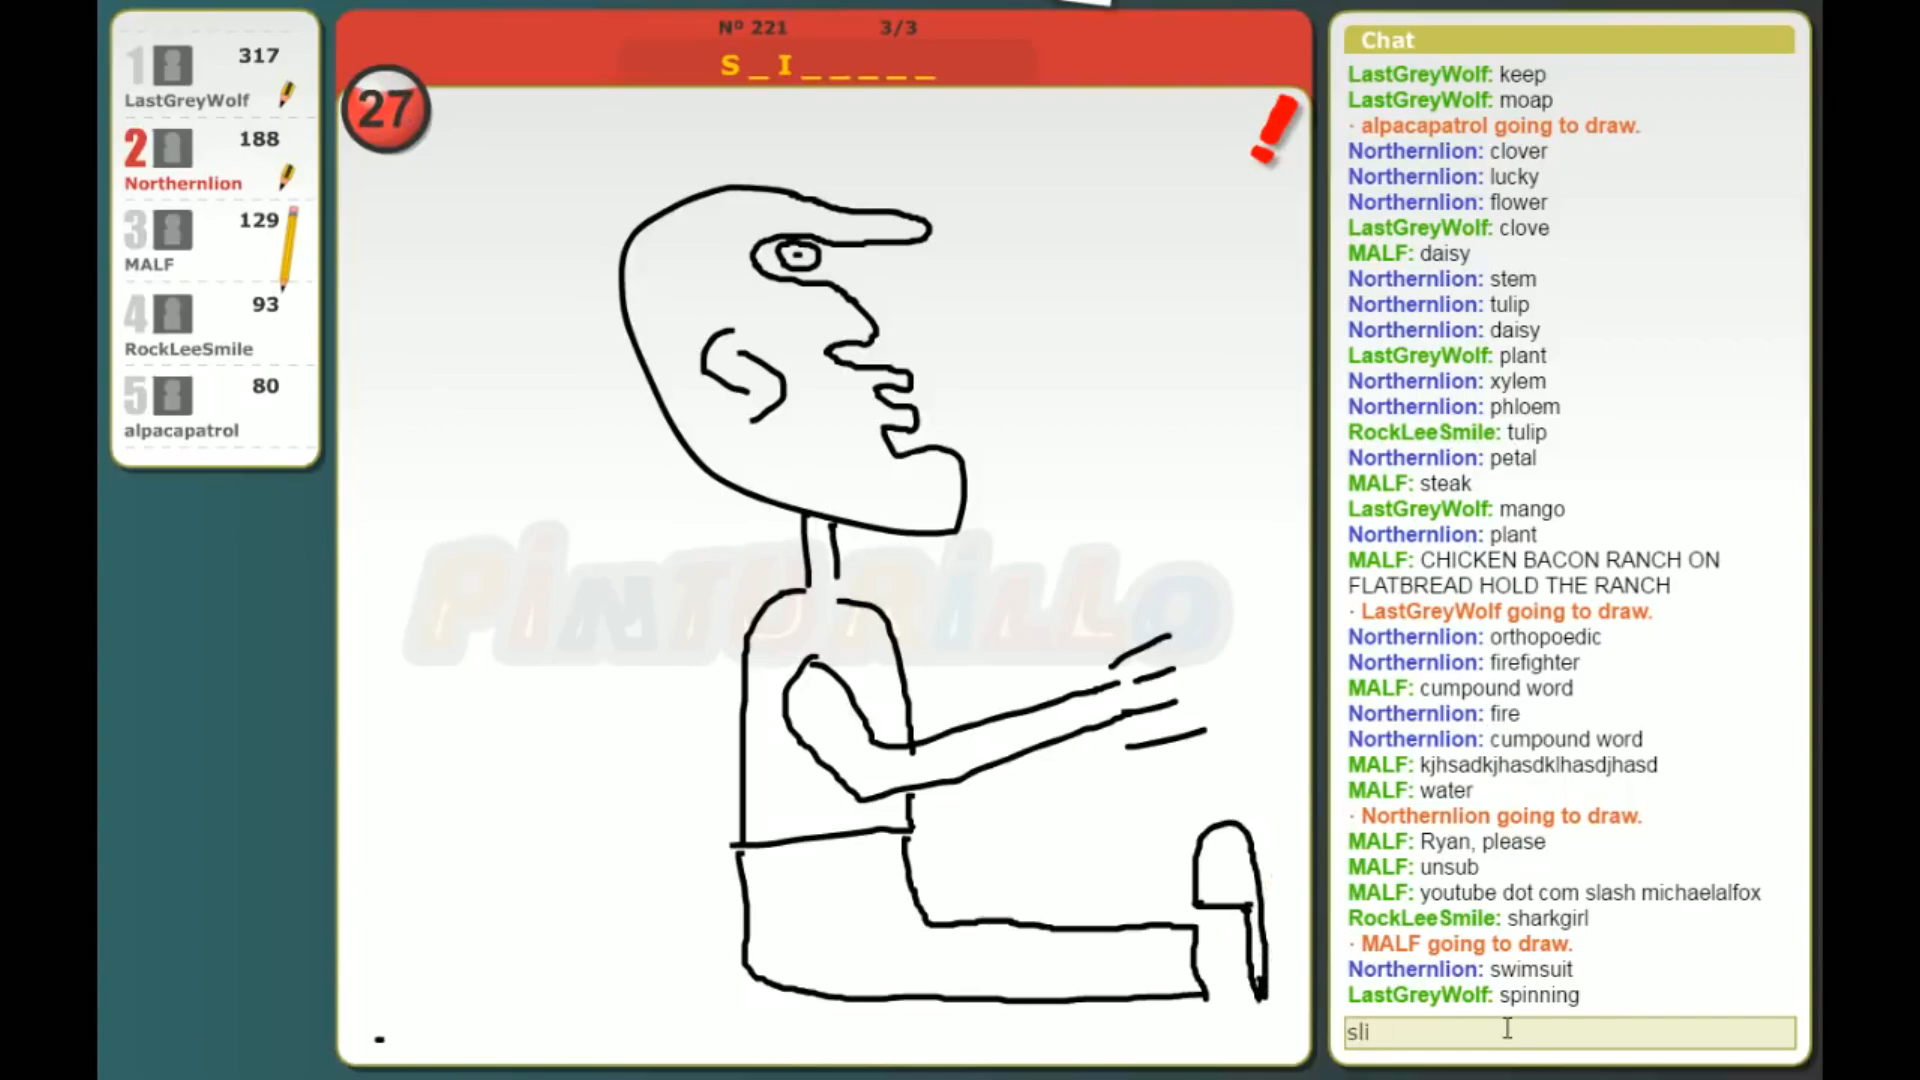 1 317
LastGreyWolf
2 188
Northernlion
3 129
MALF
4 93
RockLeeSmile
5 80
alpacapatrol
Nº 221 3/3
S _ I _ _ _ _ _
27
PINTURILLO
Chat
LastGreyWolf: keep
LastGreyWolf: moap
· alpacapatrol going to draw.
Northernlion: clover
Northernlion: lucky
Northernlion: flower
LastGreyWolf: clove
MALF: daisy
Northernlion: stem
Northernlion: tulip
Northernlion: daisy
LastGreyWolf: plant
Northernlion: xylem
Northernlion: phloem
RockLeeSmile: tulip
Northernlion: petal
MALF: steak
LastGreyWolf: mango
Northernlion: plant
MALF: CHICKEN BACON RANCH ON
FLATBREAD HOLD THE RANCH
· LastGreyWolf going to draw.
Northernlion: orthopoedic
Northernlion: firefighter
MALF: cumpound word
Northernlion: fire
Northernlion: cumpound word
MALF: kjhsadkjhasdklhasdjhasd
MALF: water
· Northernlion going to draw.
MALF: Ryan, please
MALF: unsub
MALF: youtube dot com slash michaelalfox
RockLeeSmile: sharkgirl
· MALF going to draw.
Northernlion: swimsuit
LastGreyWolf: spinning
sli